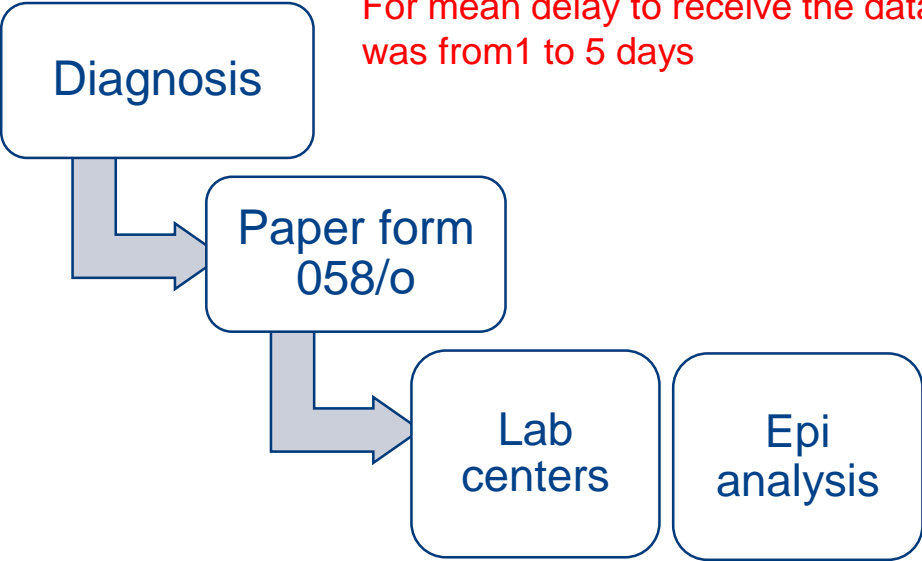 For mean delay to receive the data
was from1 to 5 days
Diagnosis
Paper form
058/o
Lab
centers
Epi
analysis